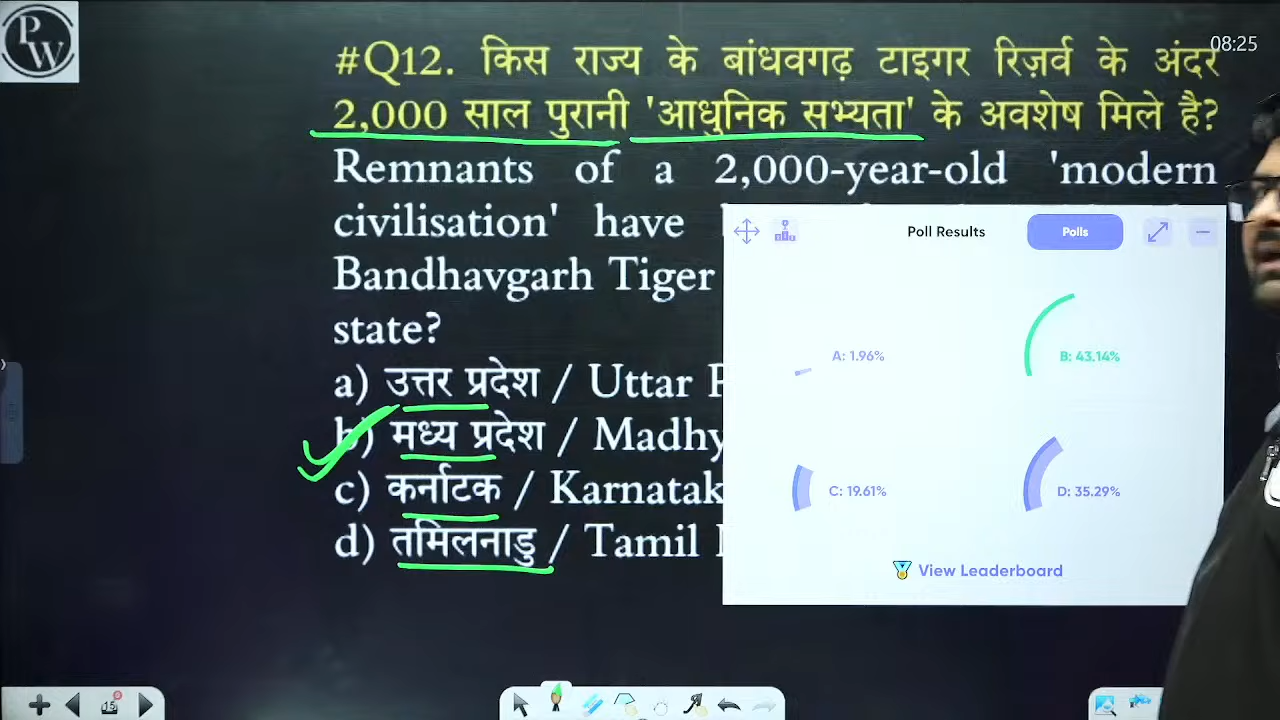 PW
08:25
#Q12. किस राज्य के बांधवगढ़ टाइगर रिज़र्व के अंदर
2,000 साल पुरानी 'आधुनिक सभ्यता' के अवशेष मिले है?
Remnants of a 2,000-year-old 'modern
civilisation' have
Bandhavgarh Tiger
state?
a) उत्तर प्रदेश / Uttar
b) मध्य प्रदेश / Madhy
c) कर्नाटक / Karnatak
d) तमिलनाडु / Tamil
Poll Results
Polls
A: 1.96%
B: 43.14%
C: 19.61%
D: 35.29%
View Leaderboard
15